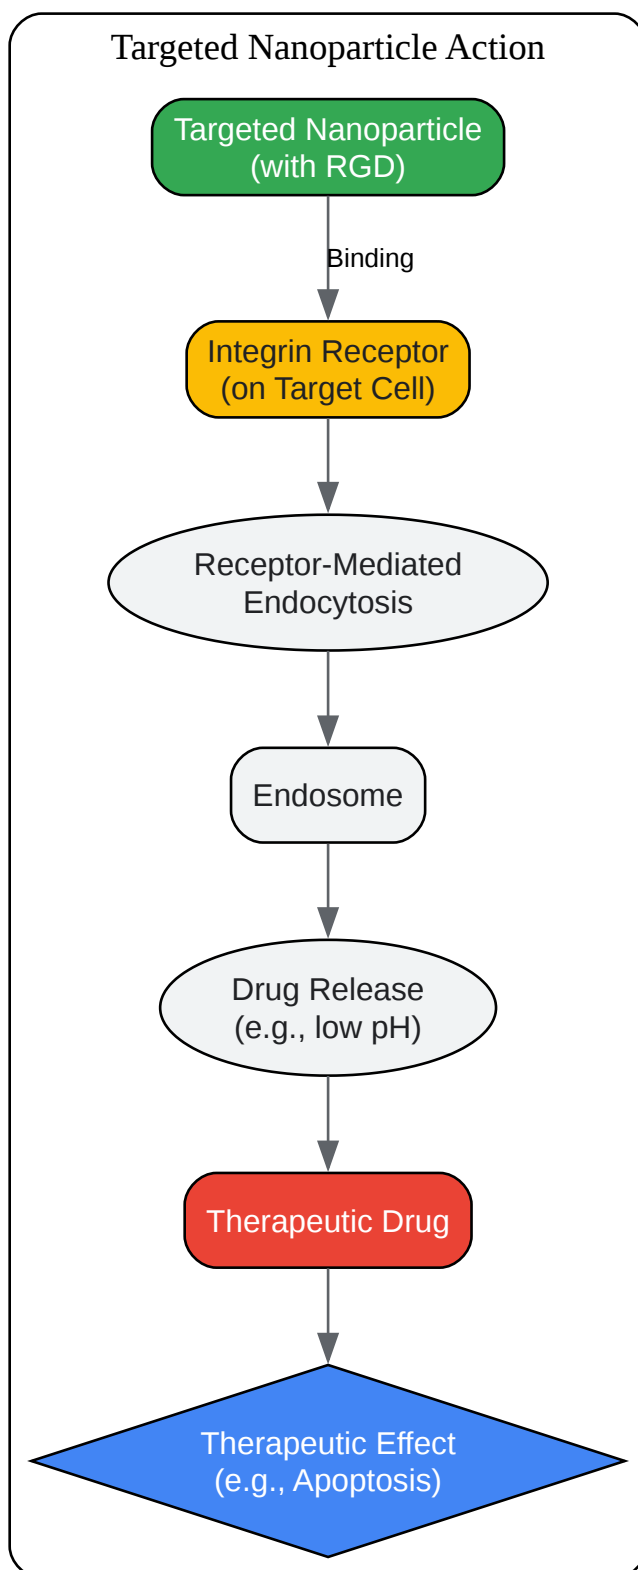 Targeted Nanoparticle Action
Targeted Nanoparticle
(with RGD)
Binding
Integrin Receptor
(on Target Cell)
Receptor-Mediated
Endocytosis
Endosome
Drug Release
(e.g., low pH)
Therapeutic Drug
Therapeutic Effect
(e.g., Apoptosis)